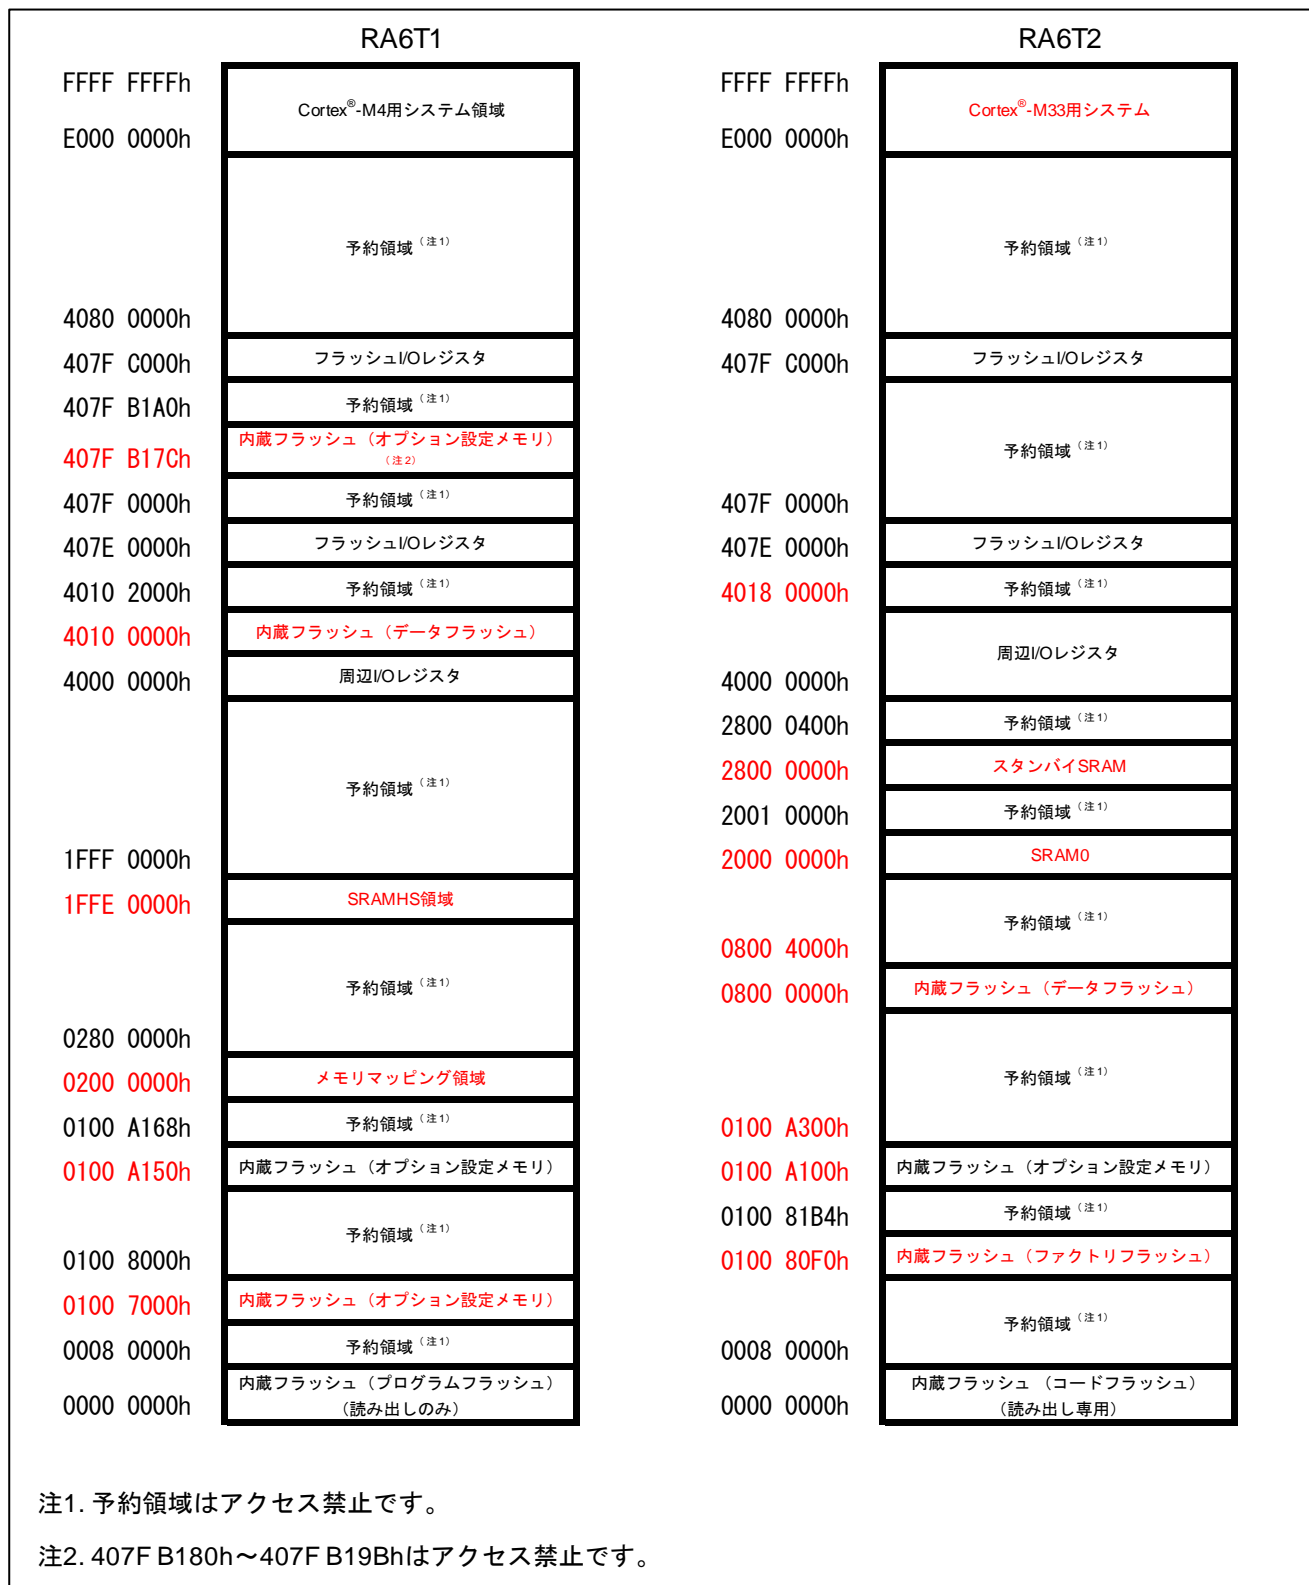 RA6T1
FFFF FFFFh
Cortex®-M4用システム領域
E000 0000h
予約領域（注1）
4080 0000h
フラッシュI/Oレジスタ
407F C000h
予約領域（注1）
407F B1A0h
内蔵フラッシュ（オプション設定メモリ）
（注2）
407F B17Ch
予約領域（注1）
407F 0000h
フラッシュI/Oレジスタ
407E 0000h
予約領域（注1）
4010 2000h
内蔵フラッシュ（データフラッシュ）
4010 0000h
周辺I/Oレジスタ
4000 0000h
予約領域（注1）
1FFF 0000h
SRAMHS領域
1FFE 0000h
予約領域（注1）
0280 0000h
メモリマッピング領域
0200 0000h
予約領域（注1）
0100 A168h
内蔵フラッシュ（オプション設定メモリ）
0100 A150h
予約領域（注1）
0100 8000h
内蔵フラッシュ（オプション設定メモリ）
0100 7000h
予約領域（注1）
0008 0000h
内蔵フラッシュ（プログラムフラッシュ）
（読み出しのみ）
0000 0000h
RA6T2
FFFF FFFFh
Cortex®-M33用システム
E000 0000h
予約領域（注1）
4080 0000h
フラッシュI/Oレジスタ
407F C000h
予約領域（注1）
407F 0000h
フラッシュI/Oレジスタ
407E 0000h
予約領域（注1）
4018 0000h
周辺I/Oレジスタ
4000 0000h
予約領域（注1）
2800 0400h
スタンバイSRAM
2800 0000h
予約領域（注1）
2001 0000h
SRAM0
2000 0000h
予約領域（注1）
0800 4000h
内蔵フラッシュ（データフラッシュ）
0800 0000h
予約領域（注1）
0100 A300h
内蔵フラッシュ（オプション設定メモリ）
0100 A100h
予約領域（注1）
0100 81B4h
内蔵フラッシュ（ファクトリフラッシュ）
0100 80F0h
予約領域（注1）
0008 0000h
内蔵フラッシュ （コードフラッシュ）
（読み出し専用）
0000 0000h
注1. 予約領域はアクセス禁止です。
注2. 407F B180h～407F B19Bhはアクセス禁止です。